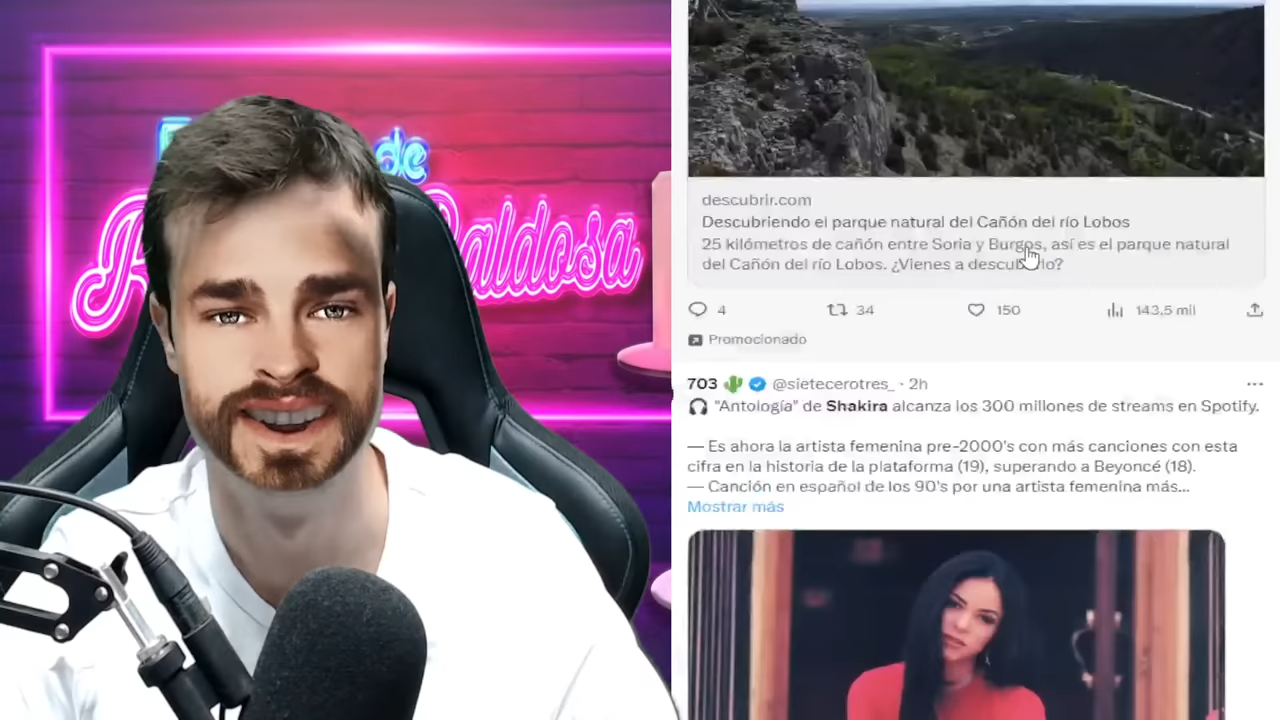 de
aldosa
descubrir.com
Descubriendo el parque natural del Cañón del río Lobos
25 kilómetros de cañón entre Soria y Burgos, así es el parque natural
del Cañón del río Lobos. ¿Vienes a descubrirlo?
4 34 150 143,5 mil
Promocionado
703 🌵 @sietecerotres_ · 2h
🎧 "Antología" de Shakira alcanza los 300 millones de streams en Spotify.
— Es ahora la artista femenina pre-2000's con más canciones con esta
cifra en la historia de la plataforma (19), superando a Beyoncé (18).
— Canción en español de los 90's por una artista femenina más...
Mostrar más